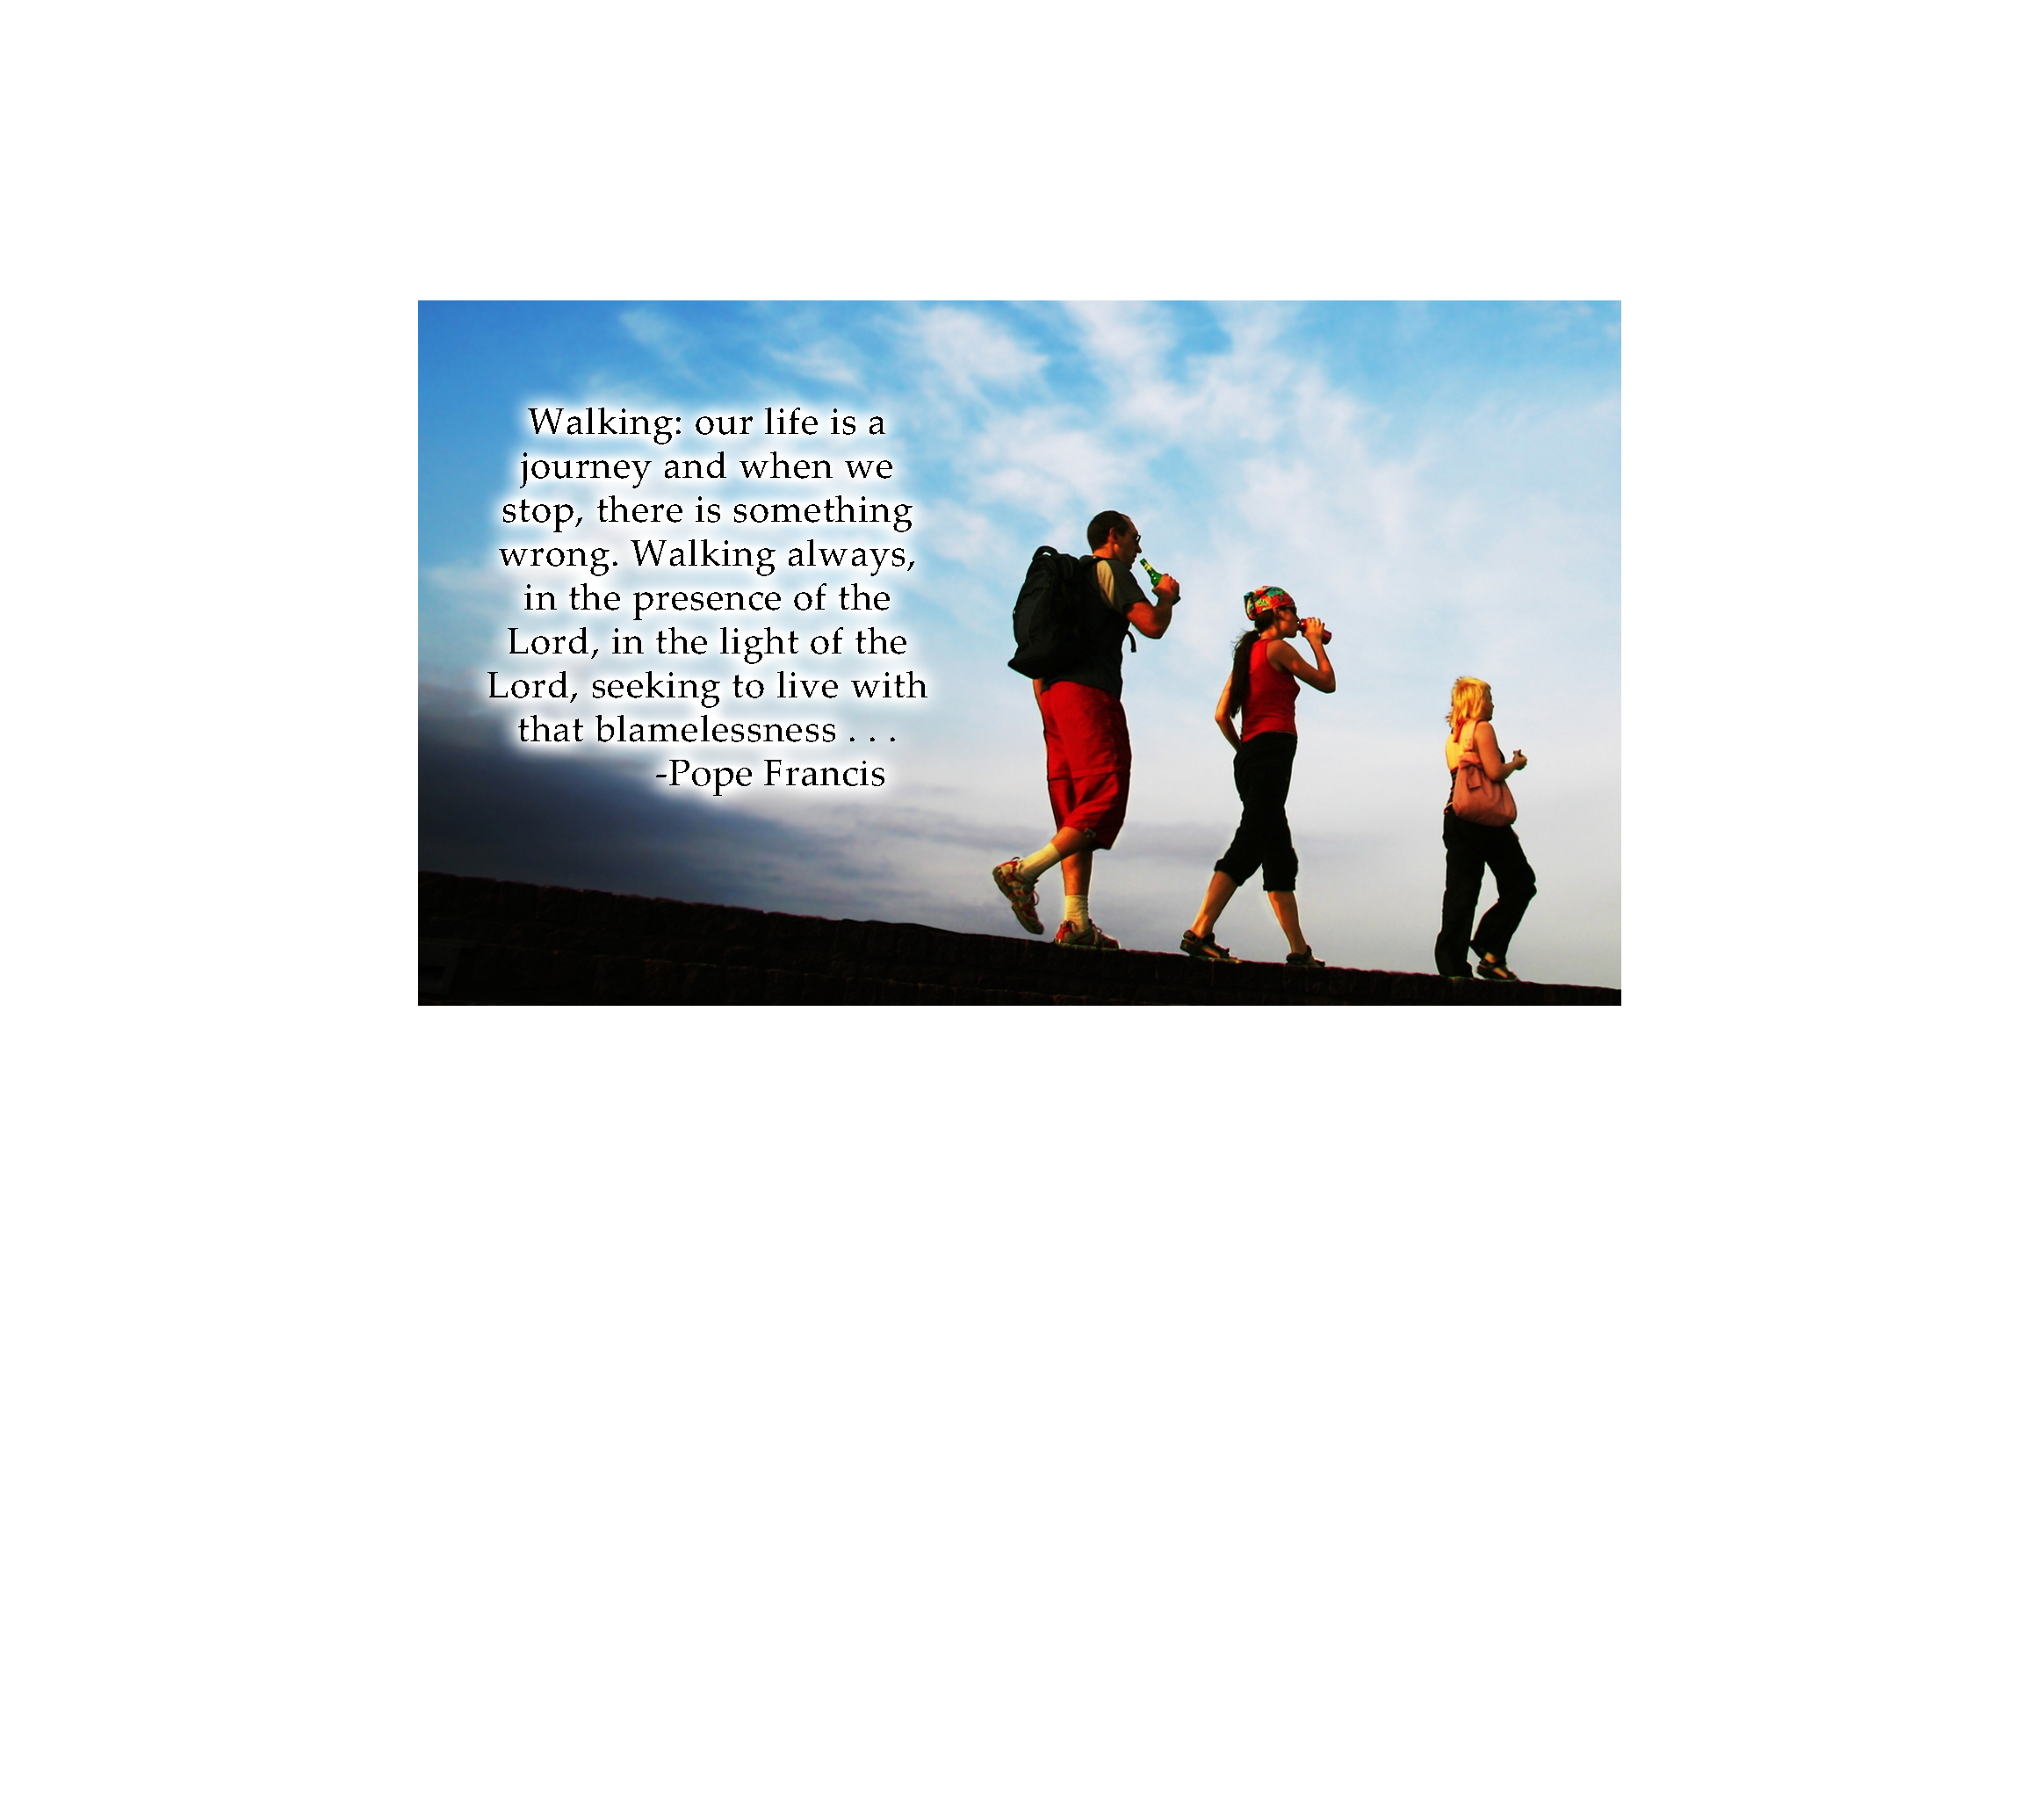 Walking: our life is a
journey and when we
stop, there is something
wrong. Walking always,
in the presence of the
Lord, in the light of the
Lord, seeking to live with
that blamelessness . . .
-Pope Francis